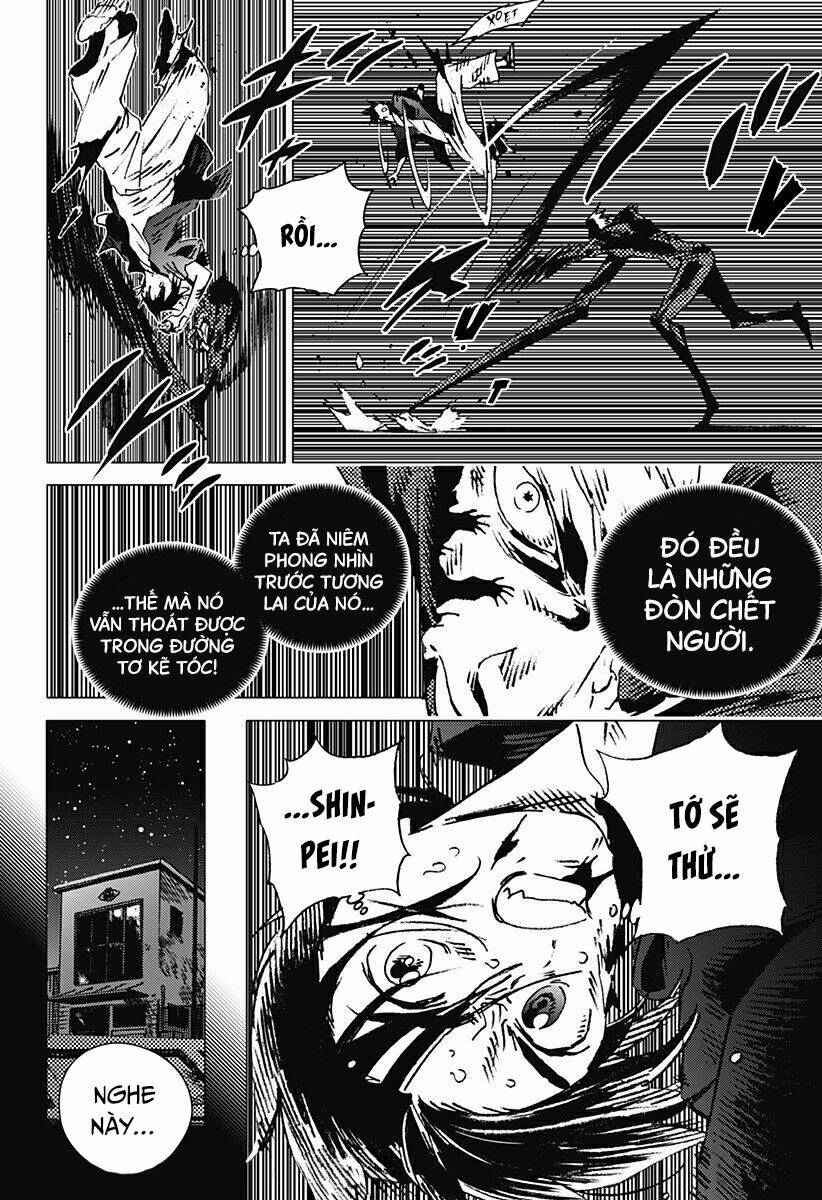 XOẸT
RỒI...
ĐÓ ĐỀU
LÀ NHỮNG
ĐÒN CHẾT
NGƯỜI.
TA ĐÃ NIÊM
PHONG NHÌN
TRƯỚC TƯƠNG
LAI CỦA NÓ...
...THẾ MÀ NÓ
VẪN THOÁT ĐƯỢC
TRONG ĐƯỜNG
TƠ KẼ TÓC!
TỚ SẼ
THỬ...
...SHIN-
PEI!!
NGHE
NÀY...